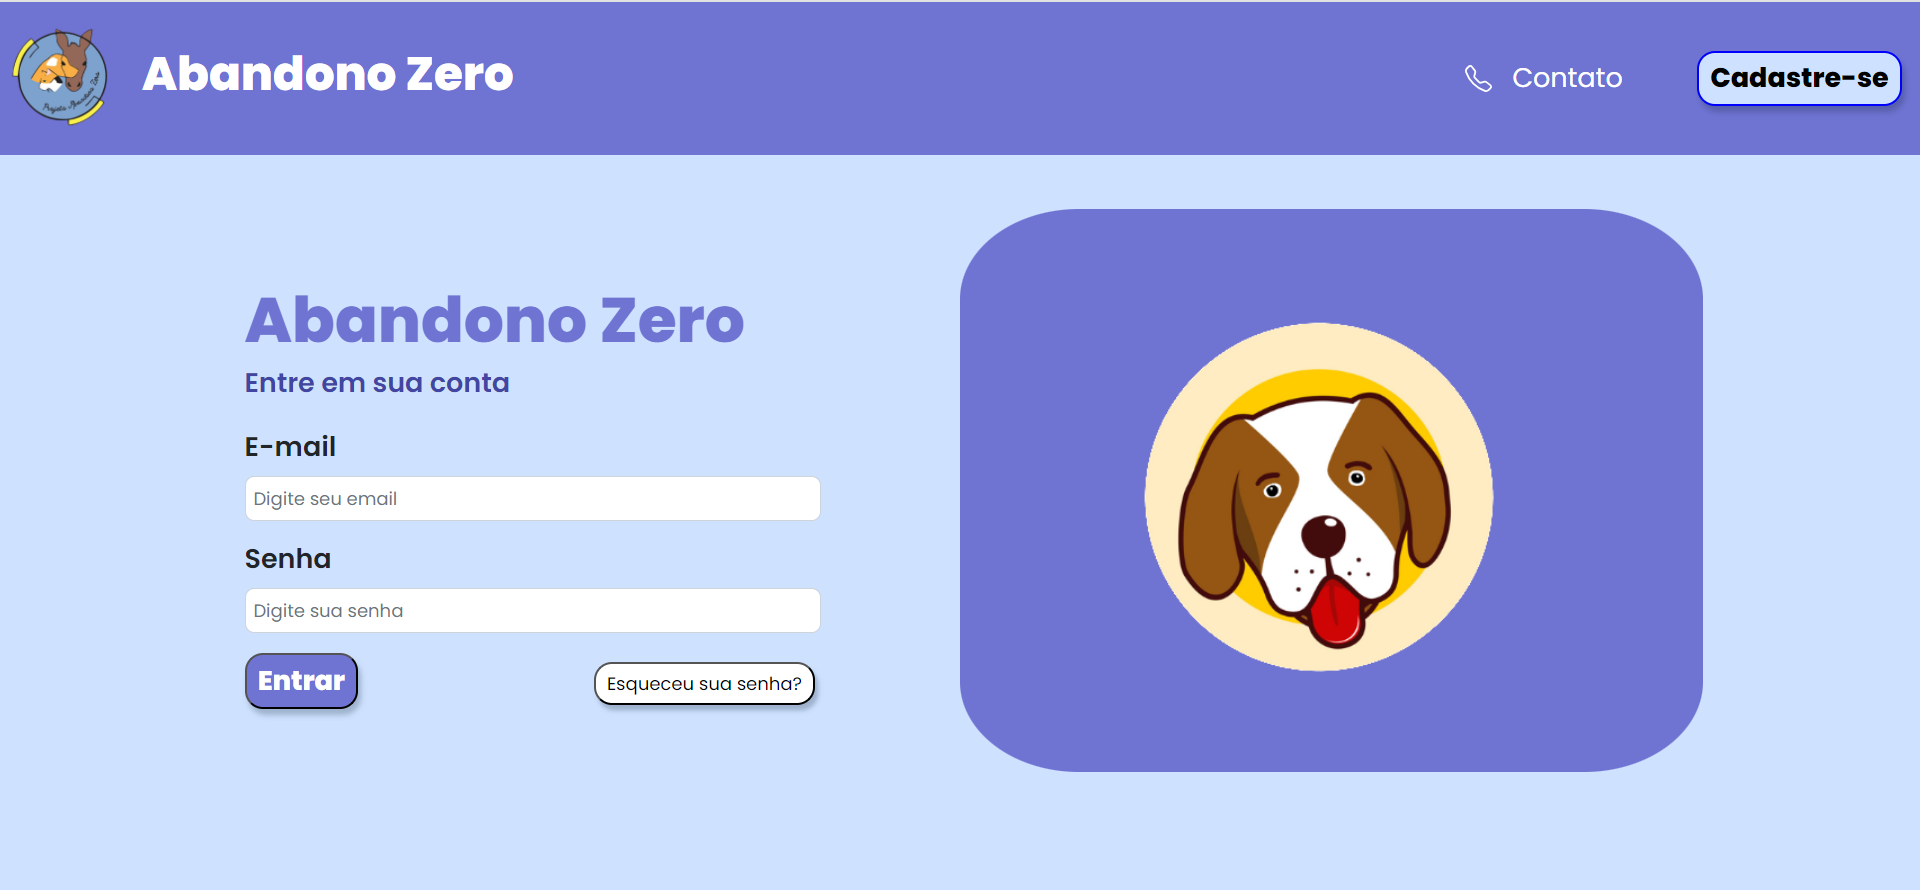 Projeto Abandono Zero
Abandono Zero
Contato
Cadastre-se
Abandono Zero
Entre em sua conta
E-mail
Digite seu email
Senha
Digite sua senha
Entrar
Esqueceu sua senha?